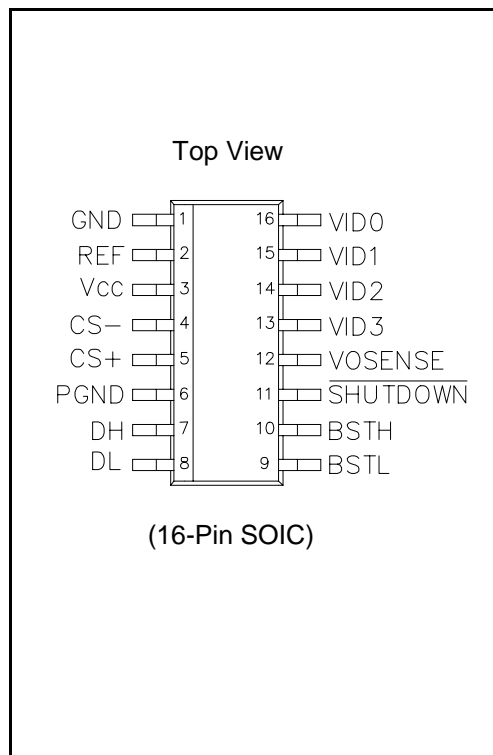 Top View
GND 1 16 VID0
REF 2 15 VID1
Vcc 3 14 VID2
CS- 4 13 VID3
CS+ 5 12 VOSENSE
PGND 6 11 SHUTDOWN
DH 7 10 BSTH
DL 8 9 BSTL
(16-Pin SOIC)